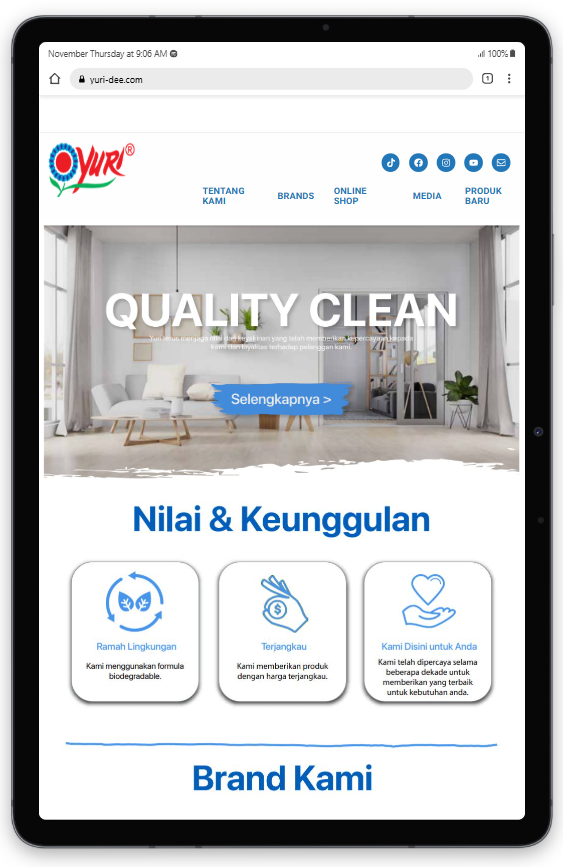 November Thursday at 9:06 AM
100%
yuri-dee.com
1
YURI®
TENTANG
KAMI
BRANDS
ONLINE
SHOP
MEDIA
PRODUK
BARU
QUALITY CLEAN
Yuri terus menjaga nilai dan keyakinan yang telah memberikan kepercayaan kepada
kami dan loyalitas terhadap pelanggan kami.
Selengkapnya >
Nilai & Keunggulan
Ramah Lingkungan
Kami menggunakan formula
biodegradable.
$
Terjangkau
Kami memberikan produk
dengan harga terjangkau.
Kami Disini untuk Anda
Kami telah dipercaya selama
beberapa dekade untuk
memberikan yang terbaik
untuk kebutuhan anda.
Brand Kami